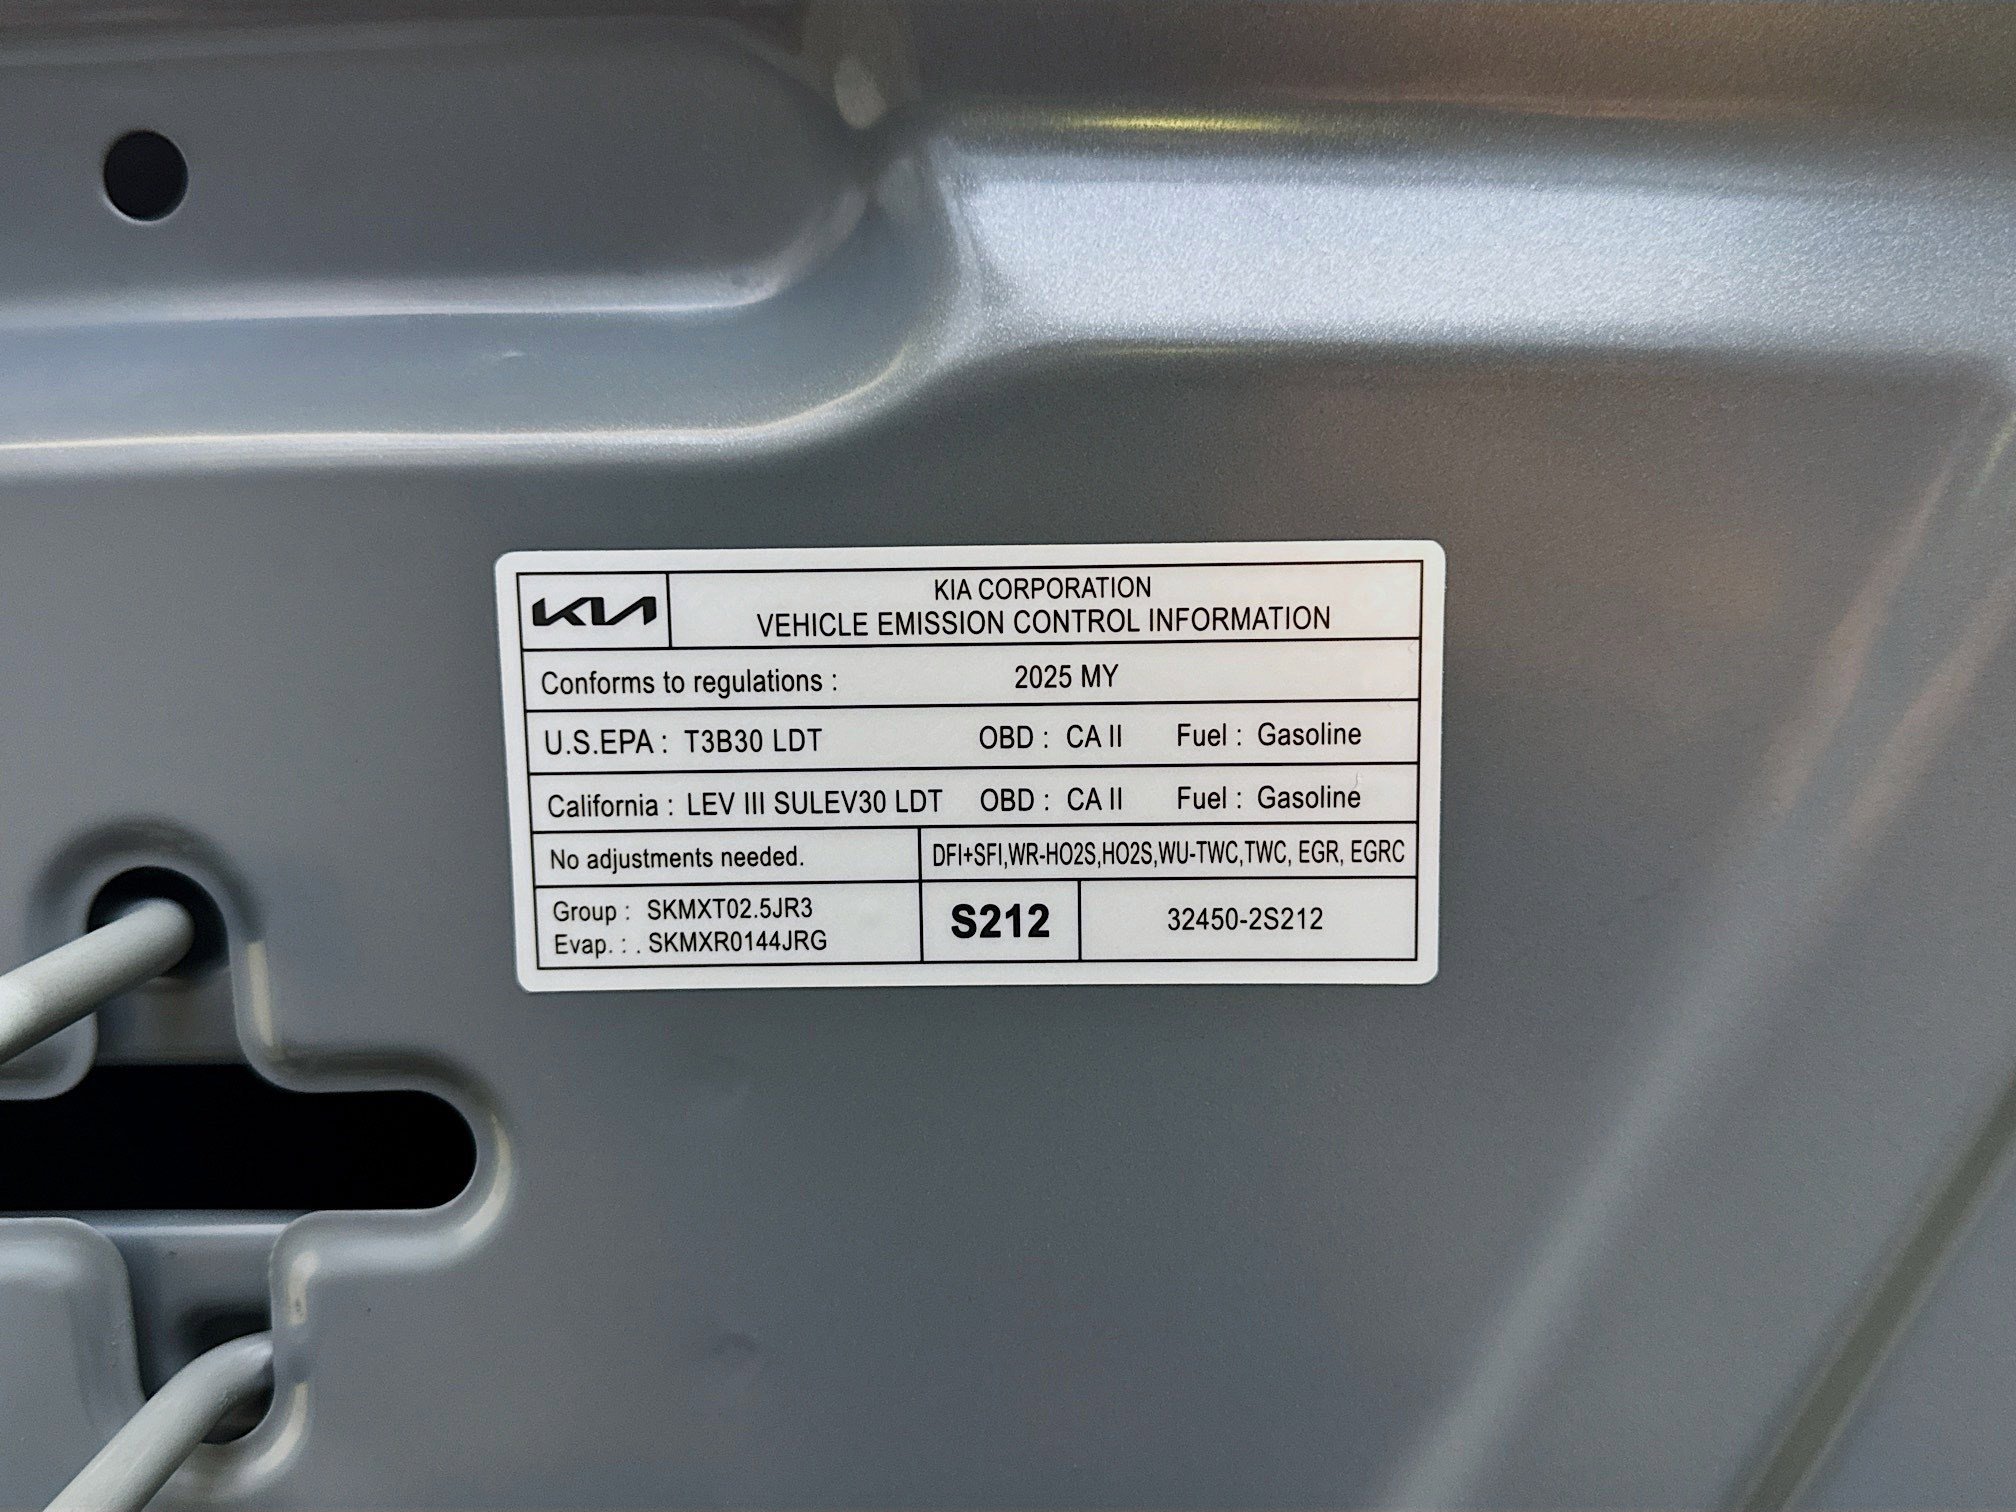 KIA
KIA CORPORATION
VEHICLE EMISSION CONTROL INFORMATION
Conforms to regulations : 2025 MY
U.S.EPA : T3B30 LDT OBD : CA II Fuel : Gasoline
California : LEV III SULEV30 LDT OBD : CA II Fuel : Gasoline
No adjustments needed. DFI+SFI,WR-HO2S,HO2S,WU-TWC,TWC, EGR, EGRC
Group : SKMXT02.5JR3
Evap. : . SKMXR0144JRG
S212
32450-2S212